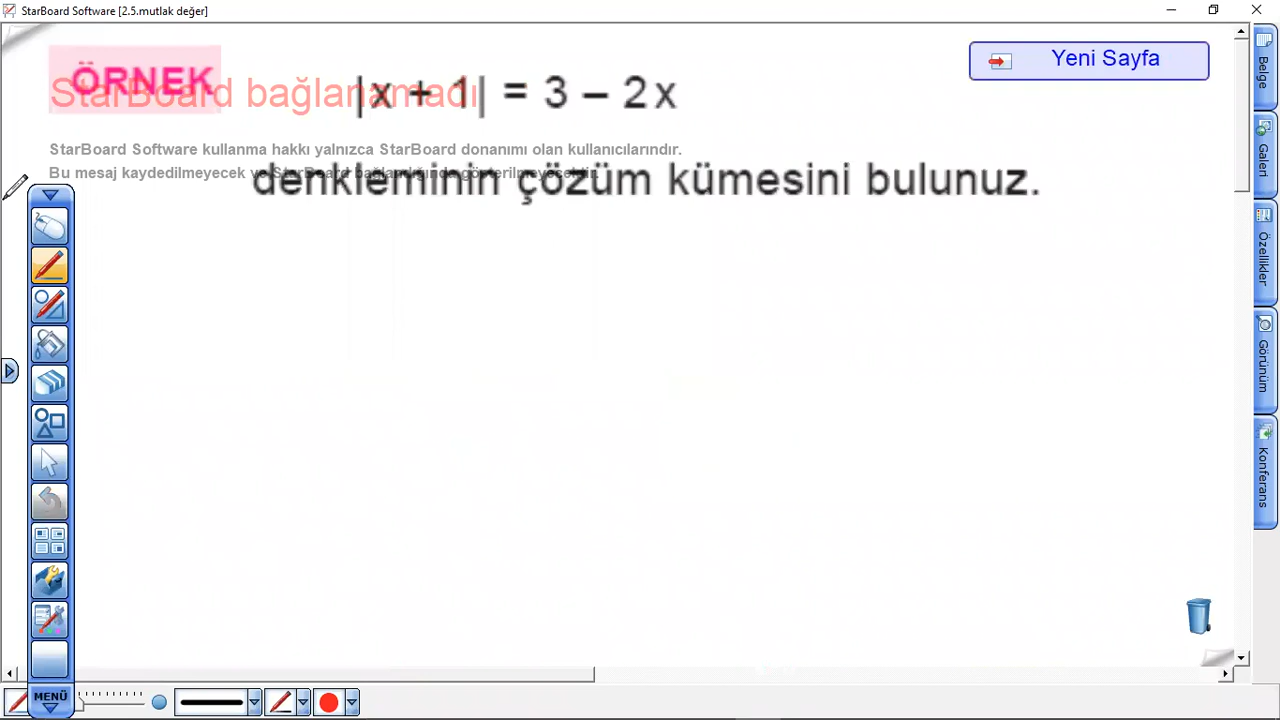 StarBoard Software [2.5.mutlak değer]
ÖRNEK
StarBoard bağlanamadı
|x + 1| = 3 – 2x
Yeni Sayfa
StarBoard Software kullanma hakkı yalnızca StarBoard donanımı olan kullanıcılarındır.
Bu mesaj kaydedilmeyecek ve StarBoard bağlandığında gösterilmeyecektir.
denkleminin çözüm kümesini bulunuz.
Belge
Galeri
Özellikler
Görünüm
Konferans
MENÜ